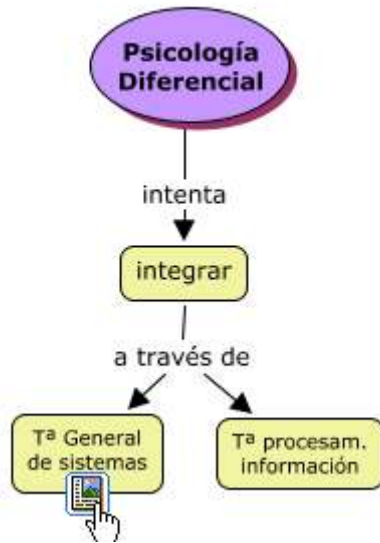 Psicología
Diferencial
intenta
integrar
a través de
Tª General
de sistemas
Tª procesam.
información